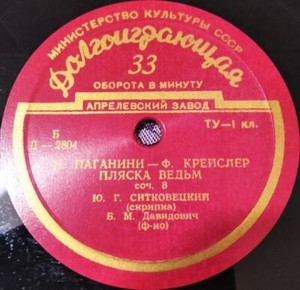 МИНИСТЕРСТВО КУЛЬТУРЫ СССР
Долгоиграющая
33
ОБОРОТА В МИНУТУ
АПРЕЛЕВСКИЙ ЗАВОД
ТУ—1 кл.
Б
Д—2804
ПАГАНИНИ—Ф. КРЕЙСЛЕР
ПЛЯСКА ВЕДЬМ
соч. 8
Ю. Г. СИТКОВЕЦКИЙ
(скрипка)
Б. М. Давидович
(ф-но)